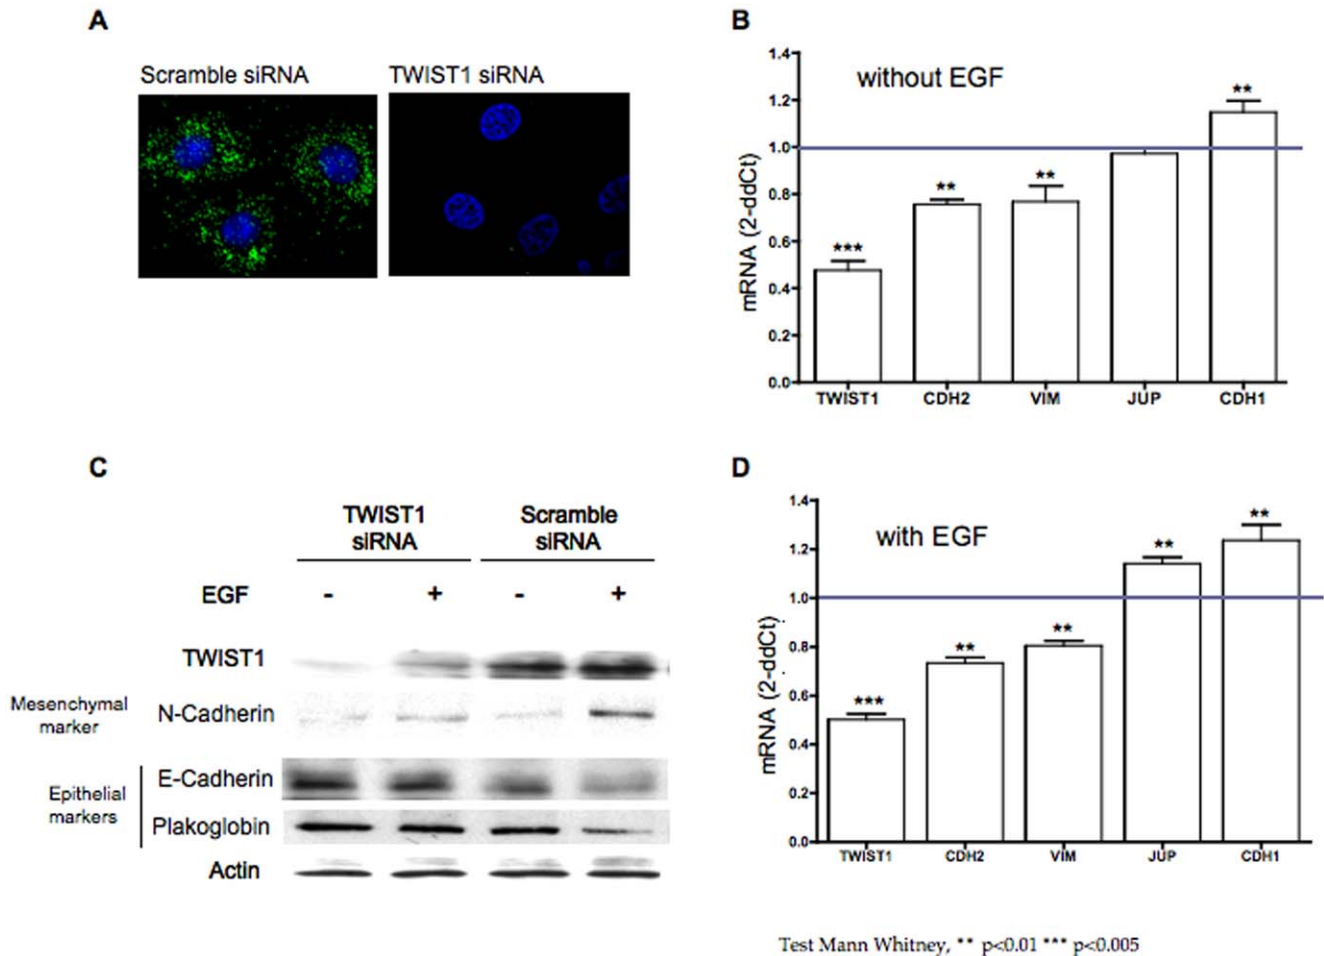 A
Scramble siRNA
TWIST1 siRNA
B
without EGF
mRNA (2-ddCt)
1.4
1.2
1.0
0.8
0.6
0.4
0.2
0.0
***
**
**
**
TWIST1
CDH2
VIM
JUP
CDH1
C
TWIST1
siRNA
Scramble
siRNA
EGF
-
+
-
+
TWIST1
Mesenchymal
marker
N-Cadherin
Epithelial
markers
E-Cadherin
Plakoglobin
Actin
D
with EGF
mRNA (2-ddCt)
1.4
1.2
1.0
0.8
0.6
0.4
0.2
0.0
***
**
**
**
**
TWIST1
CDH2
VIM
JUP
CDH1
Test Mann Whitney, ** p<0.01 *** p<0.005